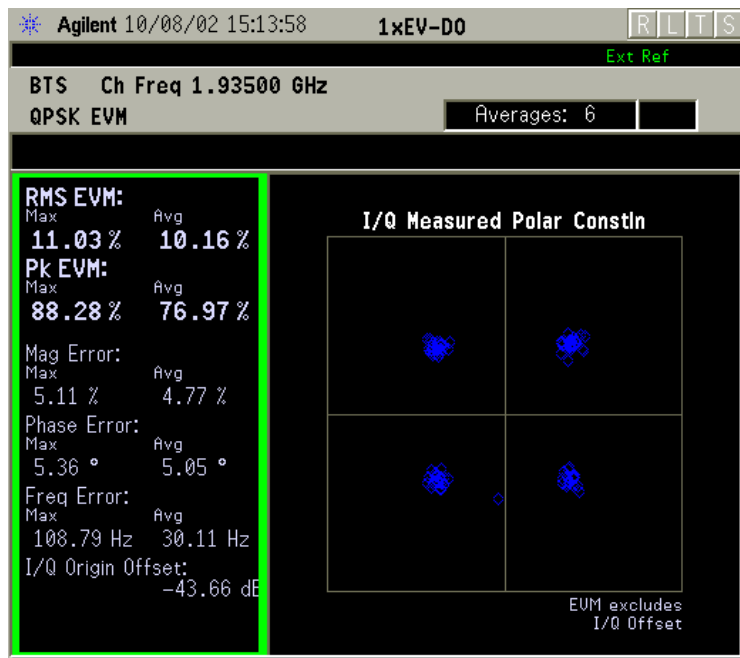 Agilent 10/08/02 15:13:58 1xEV-DO R L T S
Ext Ref
BTS Ch Freq 1.93500 GHz
QPSK EVM
Averages: 6
RMS EVM:
Max Avg
11.03 % 10.16 %
Pk EVM:
Max Avg
88.28 % 76.97 %
Mag Error:
Max Avg
5.11 % 4.77 %
Phase Error:
Max Avg
5.36 ° 5.05 °
Freq Error:
Max Avg
108.79 Hz 30.11 Hz
I/Q Origin Offset:
-43.66 dB
I/Q Measured Polar Constln
EVM excludes
I/Q Offset